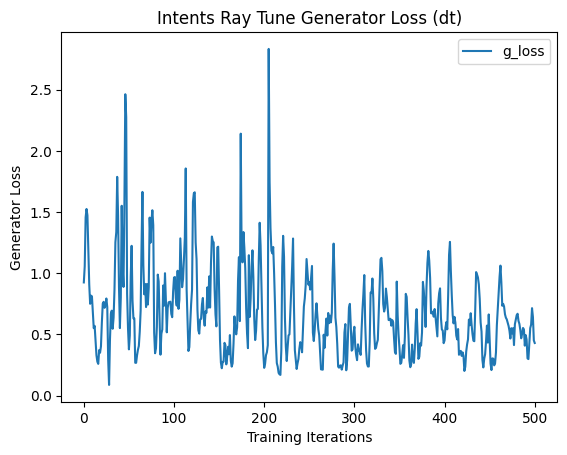 Intents Ray Tune Generator Loss (dt)
g_loss
Generator Loss
2.5
2.0
1.5
1.0
0.5
0.0
0 100 200 300 400 500
Training Iterations